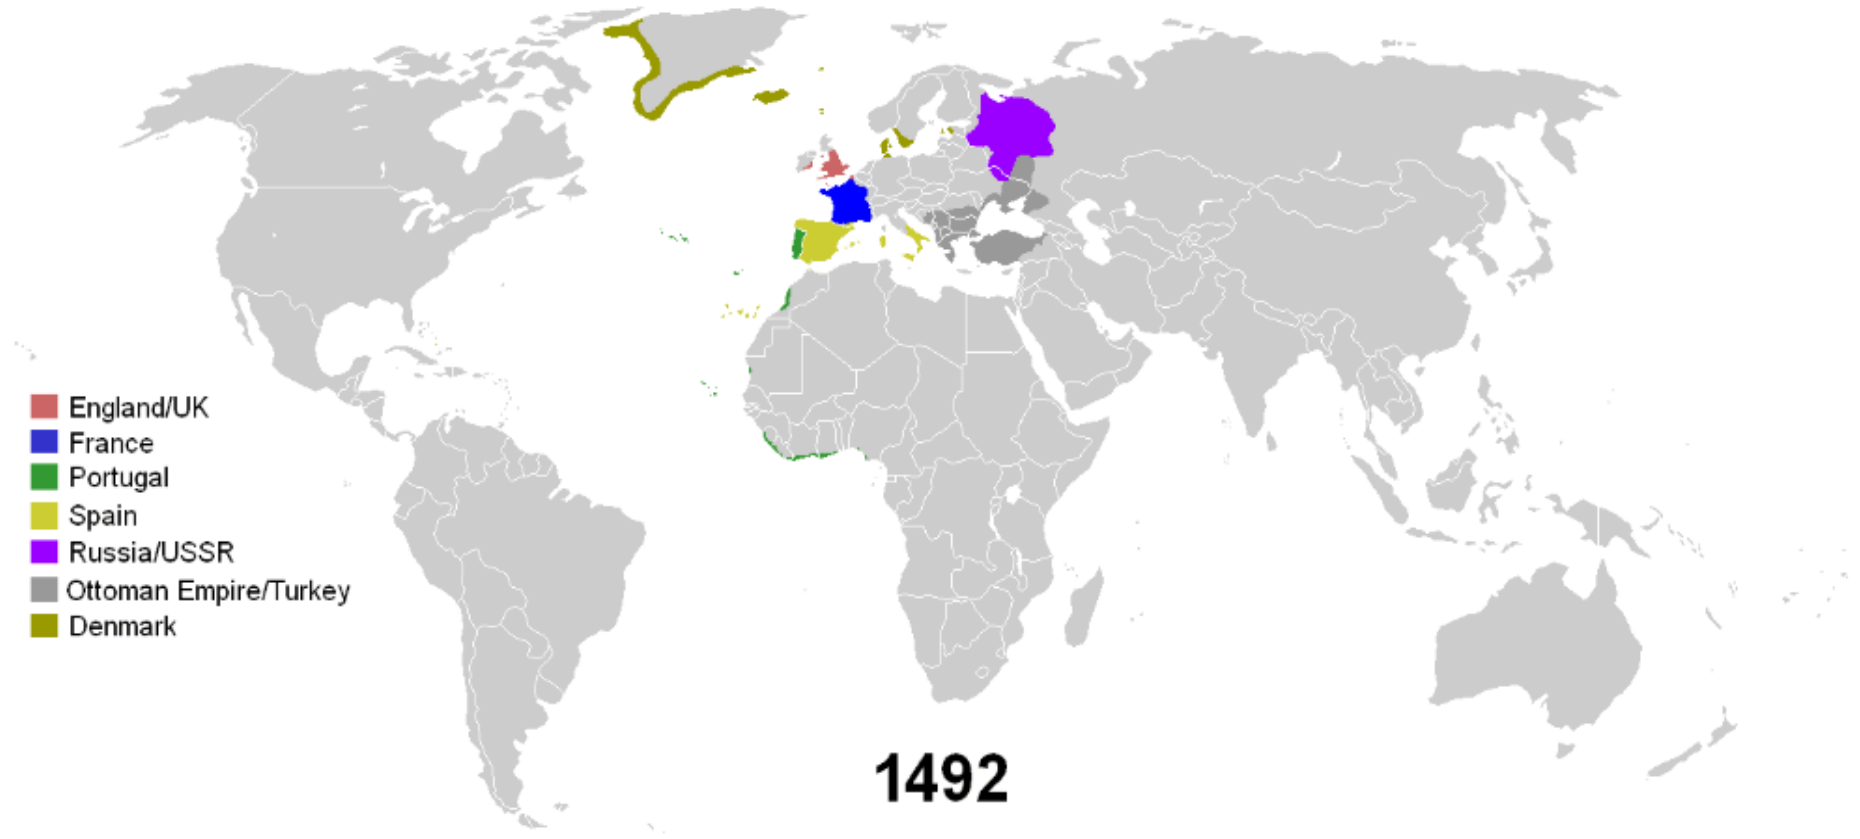 England/UK
France
Portugal
Spain
Russia/USSR
Ottoman Empire/Turkey
Denmark
1492